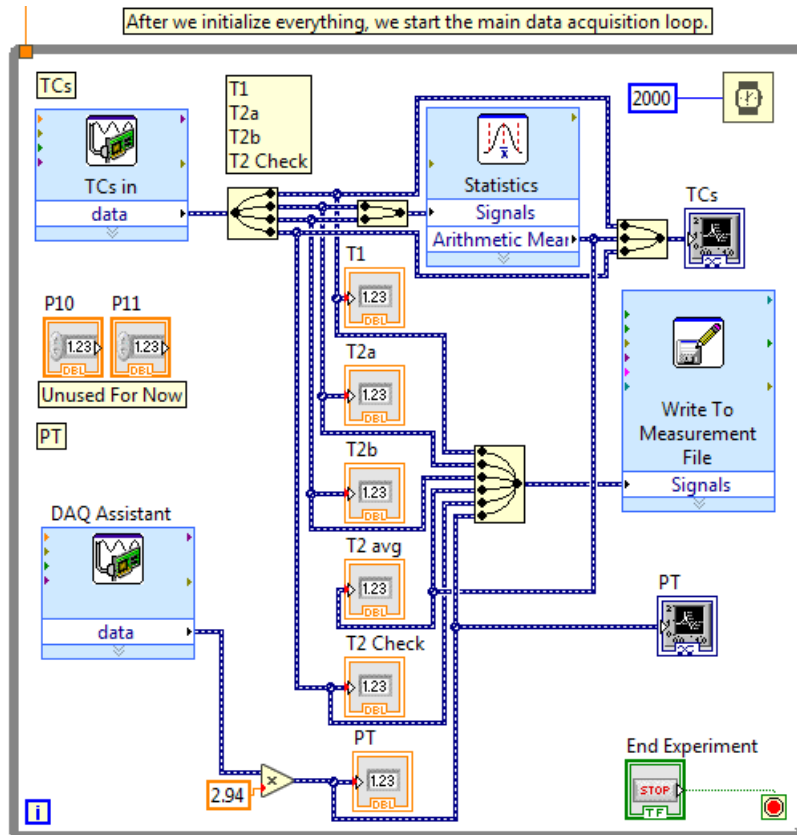 After we initialize everything, we start the main data acquisition loop.
TCs
T1
T2a
T2b
T2 Check
TCs in
data
Statistics
Signals
Arithmetic Mear
2000
TCs
T1
1.23
DBL
P10
P11
1.23
1.23
DBL
DBL
Unused For Now
T2a
1.23
DBL
Write To
Measurement
File
Signals
PT
T2b
1.23
DBL
DAQ Assistant
data
T2 avg
1.23
DBL
PT
T2 Check
1.23
DBL
PT
1.23
DBL
2.94
×
End Experiment
STOP
TF
i